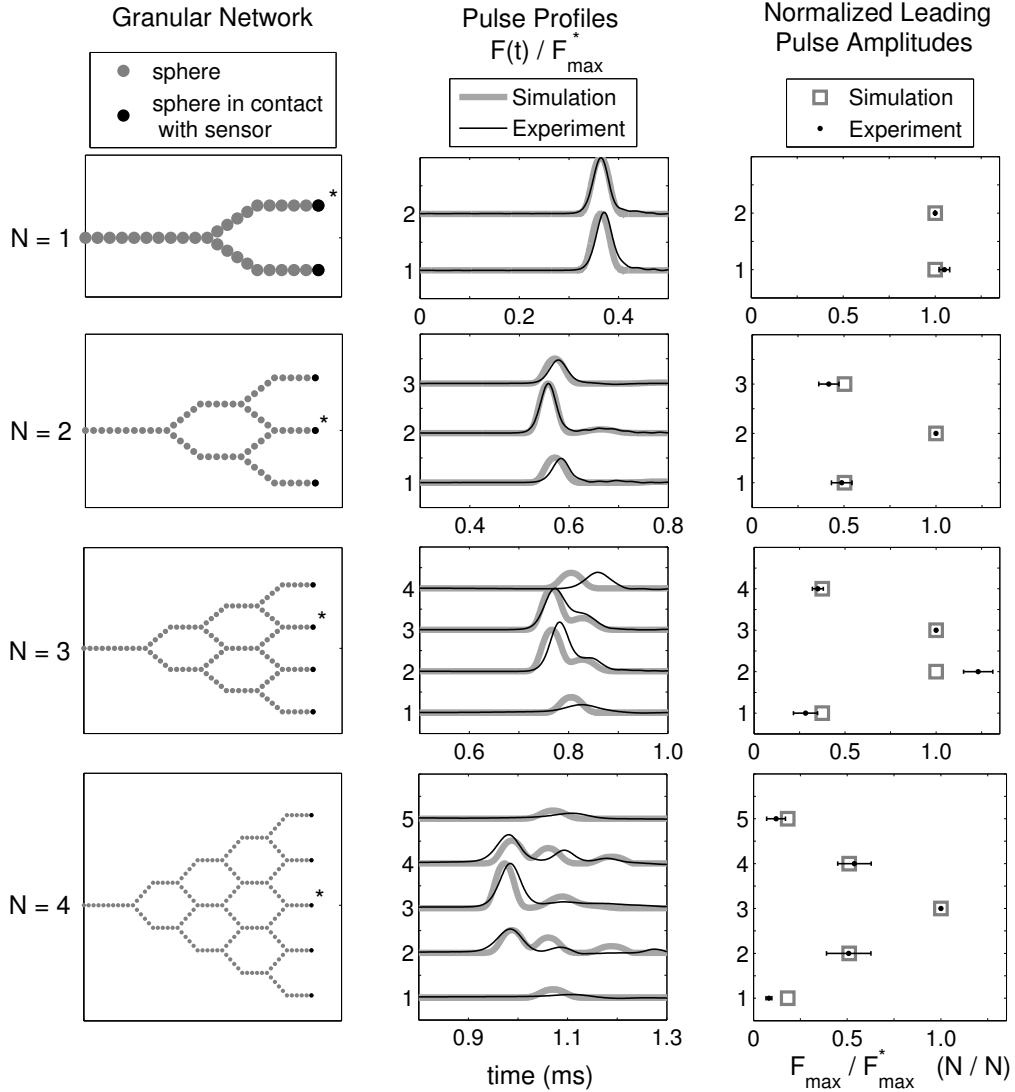 Granular Network
Pulse Profiles
F(t) / F*max
Normalized Leading
Pulse Amplitudes
sphere
sphere in contact
with sensor
Simulation
Experiment
Simulation
Experiment
N = 1
*
2
1
0 0.2 0.4
2
1
0 0.5 1.0
N = 2
*
3
2
1
0.4 0.6 0.8
3
2
1
0 0.5 1.0
N = 3
*
4
3
2
1
0.6 0.8 1.0
4
3
2
1
0 0.5 1.0
N = 4
*
5
4
3
2
1
0.9 1.1 1.3
time (ms)
5
4
3
2
1
0 0.5 1.0
Fmax / F*max (N / N)